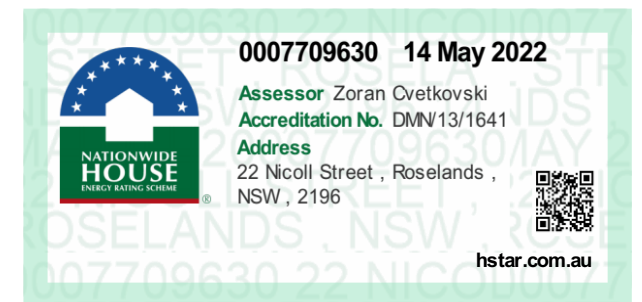 0007709630 14 May 2022
Assessor Zoran Cvetkovski
Accreditation No. DMN/13/1641
Address
22 Nicoll Street , Roselands ,
NSW , 2196
NATIONWIDE
HOUSE
ENERGY RATING SCHEME
®
hstar.com.au